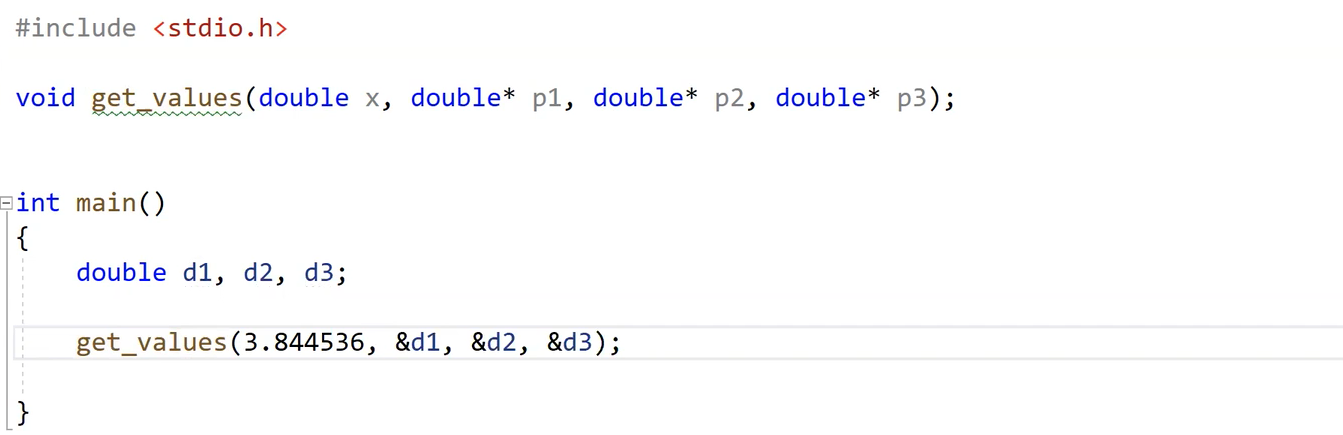 #include <stdio.h>
void get_values(double x, double* p1, double* p2, double* p3);
int main()
{
double d1, d2, d3;
get_values(3.844536, &d1, &d2, &d3);
}